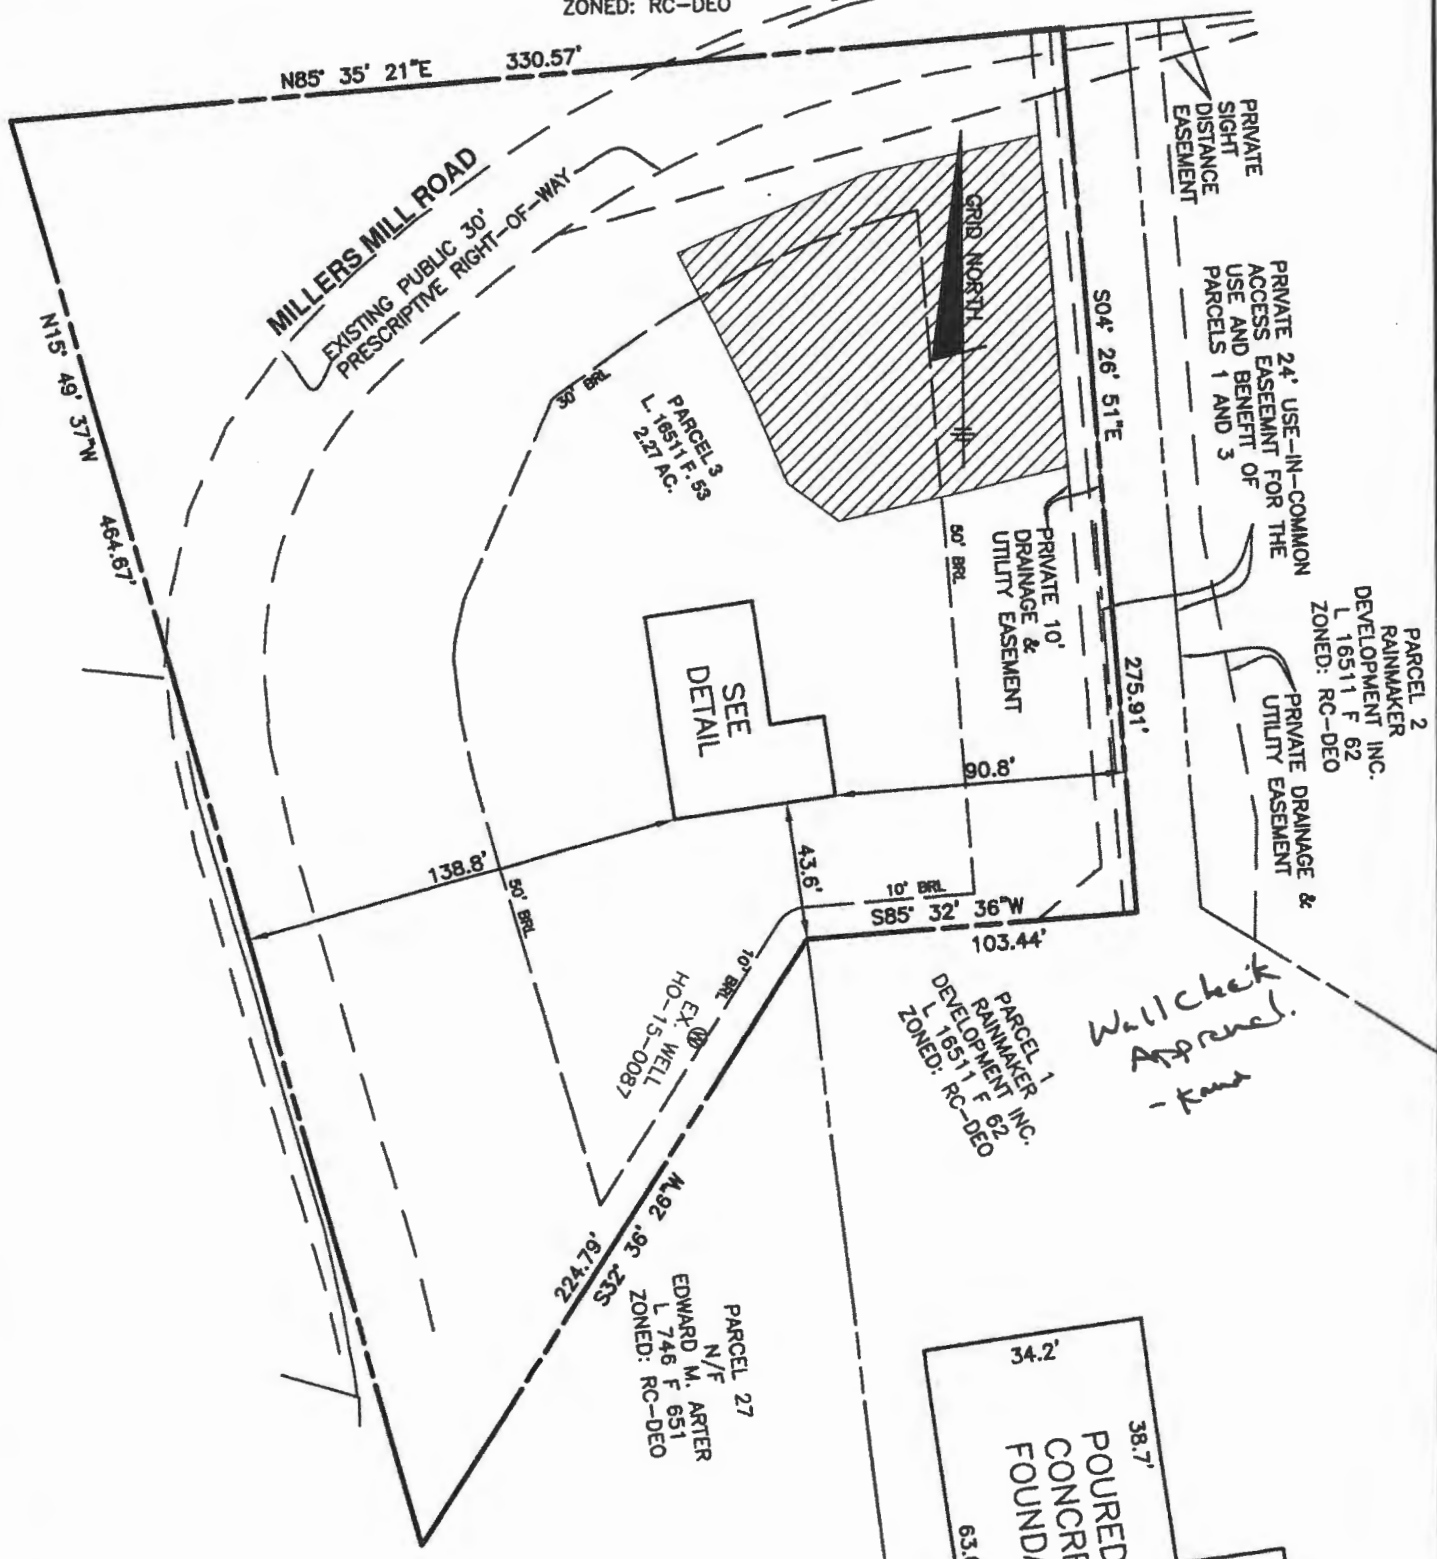 ZONED: RC-DEO
N85° 35' 21"E
330.57'
PRIVATE
SIGHT
DISTANCE
EASEMENT
MILLERS MILL ROAD
EXISTING PUBLIC 30'
PRESCRIPTIVE RIGHT-OF-WAY
GRID NORTH
S04° 26' 51"E
275.91'
PRIVATE 24' USE-IN-COMMON
ACCESS EASEEMNT FOR THE
USE AND BENEFIT OF
PARCELS 1 AND 3
N15° 49' 37"W
464.67'
30' BRL
PARCEL 3
L. 16511 F. 53
2.27 AC.
50' BRL
PRIVATE 10'
DRAINAGE &
UTILITY EASEMENT
PARCEL 2
RAINMAKER
DEVELOPMENT INC.
L 16511 F 62
ZONED: RC-DEO
PRIVATE DRAINAGE &
UTILITY EASEMENT
SEE
DETAIL
90.8'
138.8'
43.6'
50' BRL
10' BRL
S85° 32' 36"W
103.44'
10' BRL
EX. W WELL
HO-15-0087
PARCEL 1
RAINMAKER
DEVELOPMENT INC.
L 16511 F 62
ZONED: RC-DEO
Wall Check
Approval.
224.79'
S32° 36' 26"W
PARCEL 27
N/F
EDWARD M. ARTER
L 746 F 651
ZONED: RC-DEO
34.2'
38.7'
POURED
CONCRE
FOUNDA
63.